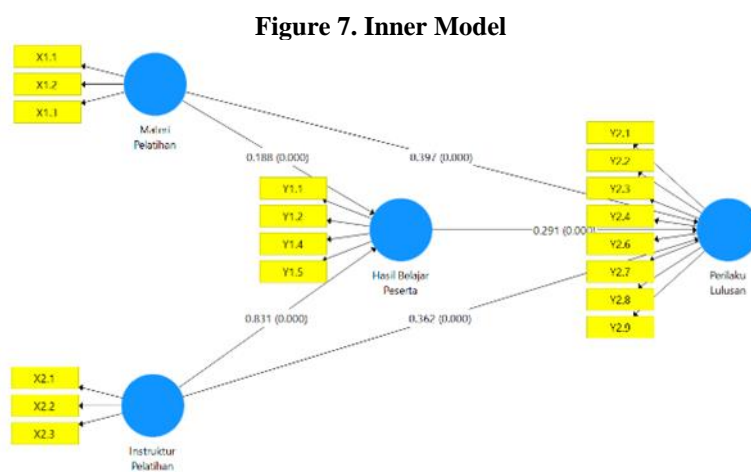 Figure 7. Inner Model
X1.1
X1.2
X1.3
Materi
Pelatihan
0.188 (0.000)
0.397 (0.000)
Y1.1
Y1.2
Y1.4
Y1.5
Hasil Belajar
Peserta
0.291 (0.000)
Y2.1
Y2.2
Y2.3
Y2.4
Y2.6
Y2.7
Y2.8
Y2.9
Perilaku
Lulusan
0.831 (0.000)
0.362 (0.000)
X2.1
X2.2
X2.3
Instruktur
Pelatihan